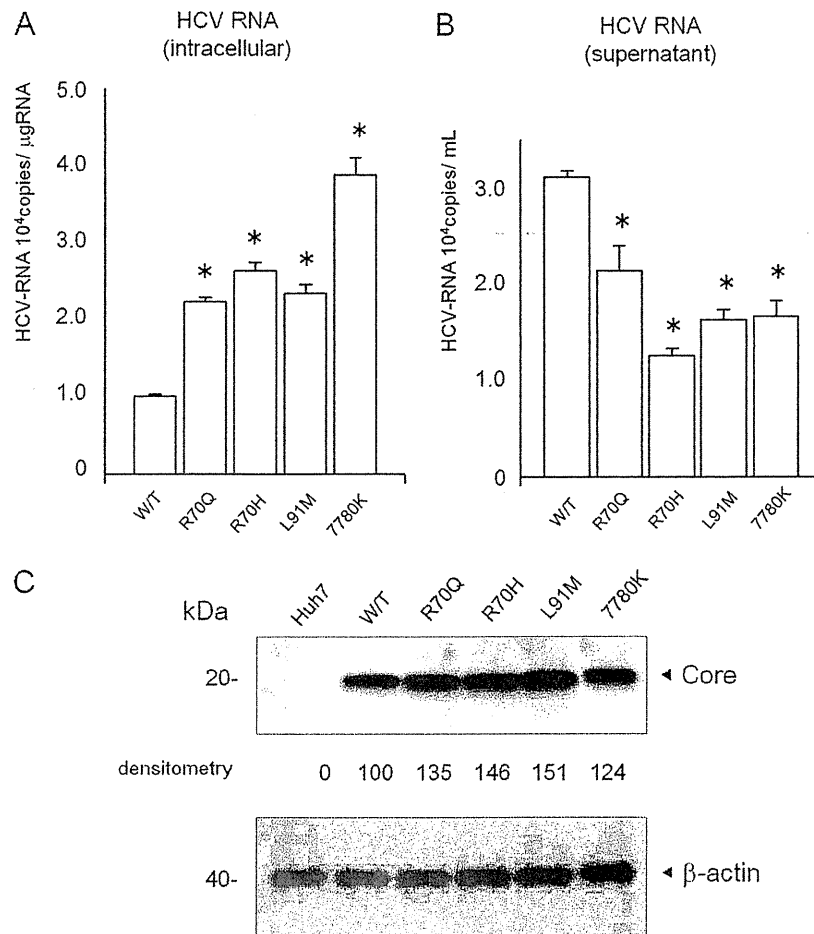 A
HCV RNA
(intracellular)
HCV-RNA 10⁴copies/ μgRNA
5.0
4.0
3.0
2.0
1.0
0
*
*
*
*
W/T
R70Q
R70H
L91M
7780K
B
HCV RNA
(supernatant)
HCV-RNA 10⁴copies/ mL
3.0
2.0
1.0
0
*
*
*
*
W/T
R70Q
R70H
L91M
7780K
C
kDa
Huh7
W/T
R70Q
R70H
L91M
7780K
20-
◄ Core
densitometry 0 100 135 146 151 124
40-
◄ β-actin